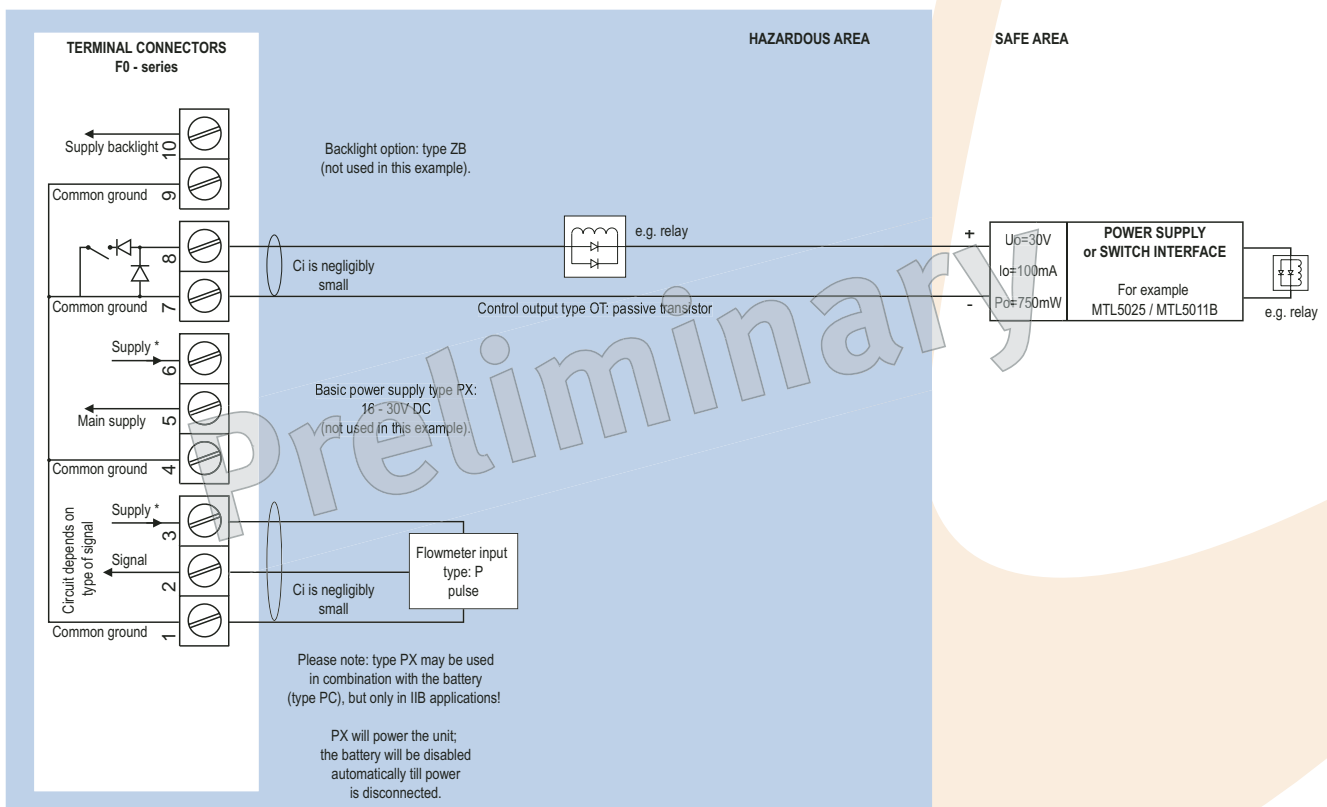 TERMINAL CONNECTORS
F0 - series
HAZARDOUS AREA
SAFE AREA
10
Supply backlight
9
Common ground
8
7
Common ground
Supply *
6
5
Main supply
4
Common ground
Supply *
3
Signal
2
1
Common ground
Circuit depends on
type of signal
Backlight option: type ZB
(not used in this example).
Ci is negligibly
small
e.g. relay
Control output type OT: passive transistor
Basic power supply type PX:
16 - 30V DC
(not used in this example).
Ci is negligibly
small
Flowmeter input
type: P
pulse
Please note: type PX may be used
in combination with the battery
(type PC), but only in IIB applications!
PX will power the unit;
the battery will be disabled
automatically till power
is disconnected.
+
-
Uo=30V
Io=100mA
Po=750mW
POWER SUPPLY
or SWITCH INTERFACE
For example
MTL5025 / MTL5011B
e.g. relay
Preliminary